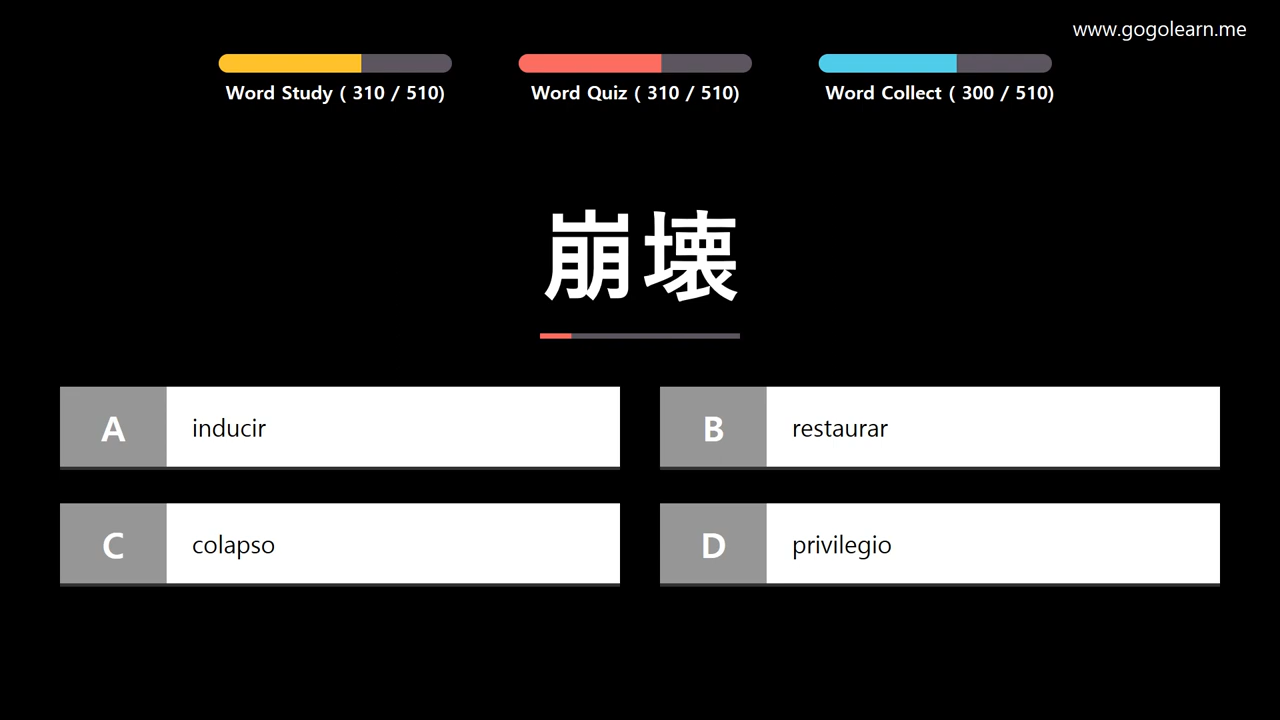 www.gogolearn.me
Word Study ( 310 / 510)
Word Quiz ( 310 / 510)
Word Collect ( 300 / 510)
崩壊
A inducir
B restaurar
C colapso
D privilegio